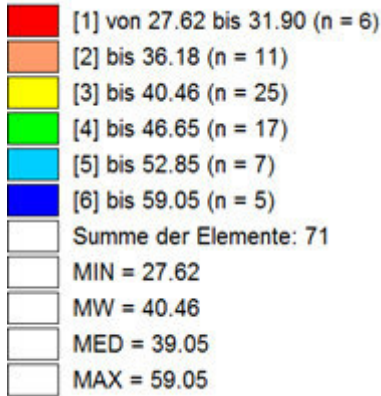 [1] von 27.62 bis 31.90 (n = 6)
[2] bis 36.18 (n = 11)
[3] bis 40.46 (n = 25)
[4] bis 46.65 (n = 17)
[5] bis 52.85 (n = 7)
[6] bis 59.05 (n = 5)
Summe der Elemente: 71
MIN = 27.62
MW = 40.46
MED = 39.05
MAX = 59.05